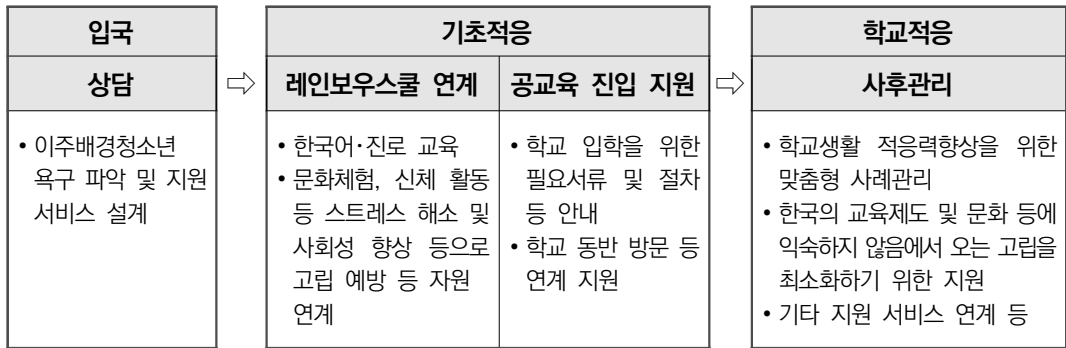 입국
상담
• 이주배경청소년
욕구 파악 및 지원
서비스 설계
⇨
기초적응
레인보우스쿨 연계
• 한국어·진로 교육
• 문화체험, 신체 활동
등 스트레스 해소 및
사회성 향상 등으로
고립 예방 등 자원
연계
공교육 진입 지원
• 학교 입학을 위한
필요서류 및 절차
등 안내
• 학교 동반 방문 등
연계 지원
⇨
학교적응
사후관리
• 학교생활 적응력향상을 위한
맞춤형 사례관리
• 한국의 교육제도 및 문화 등에
익숙하지 않음에서 오는 고립을
최소화하기 위한 지원
• 기타 지원 서비스 연계 등